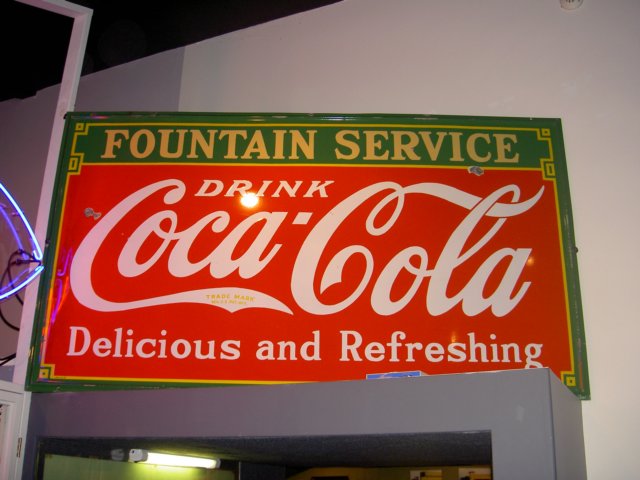 FOUNTAIN SERVICE
DRINK
Coca-Cola
TRADE MARK
Delicious and Refreshing